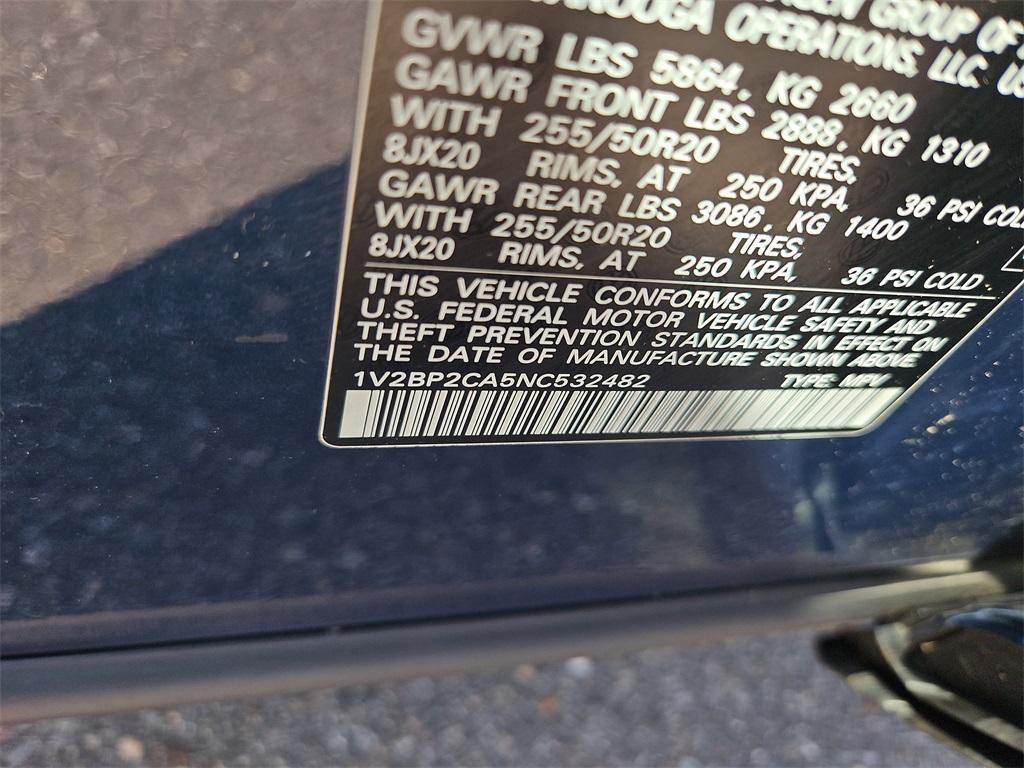 GROUP OF
OPERATIONS, LLC.
GVWR LBS 5864, KG 2660
GAWR FRONT LBS 2888, KG 1310
WITH 255/50R20 TIRES,
8JX20 RIMS, AT 250 KPA, 36 PSI COLD
GAWR REAR LBS 3086, KG 1400
WITH 255/50R20 TIRES,
8JX20 RIMS, AT 250 KPA, 36 PSI COLD.
THIS VEHICLE CONFORMS TO ALL APPLICABLE
U.S. FEDERAL MOTOR VEHICLE SAFETY AND
THEFT PREVENTION STANDARDS IN EFFECT ON
THE DATE OF MANUFACTURE SHOWN ABOVE.
1V2BP2CA5NC532482 TYPE: MPV